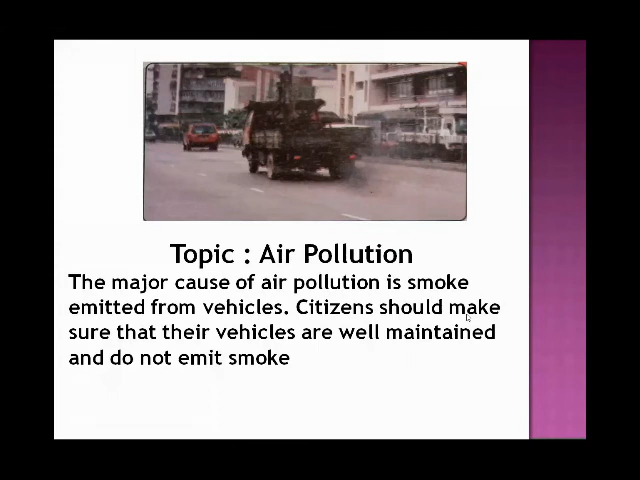 Topic : Air Pollution
The major cause of air pollution is smoke
emitted from vehicles. Citizens should make
sure that their vehicles are well maintained
and do not emit smoke